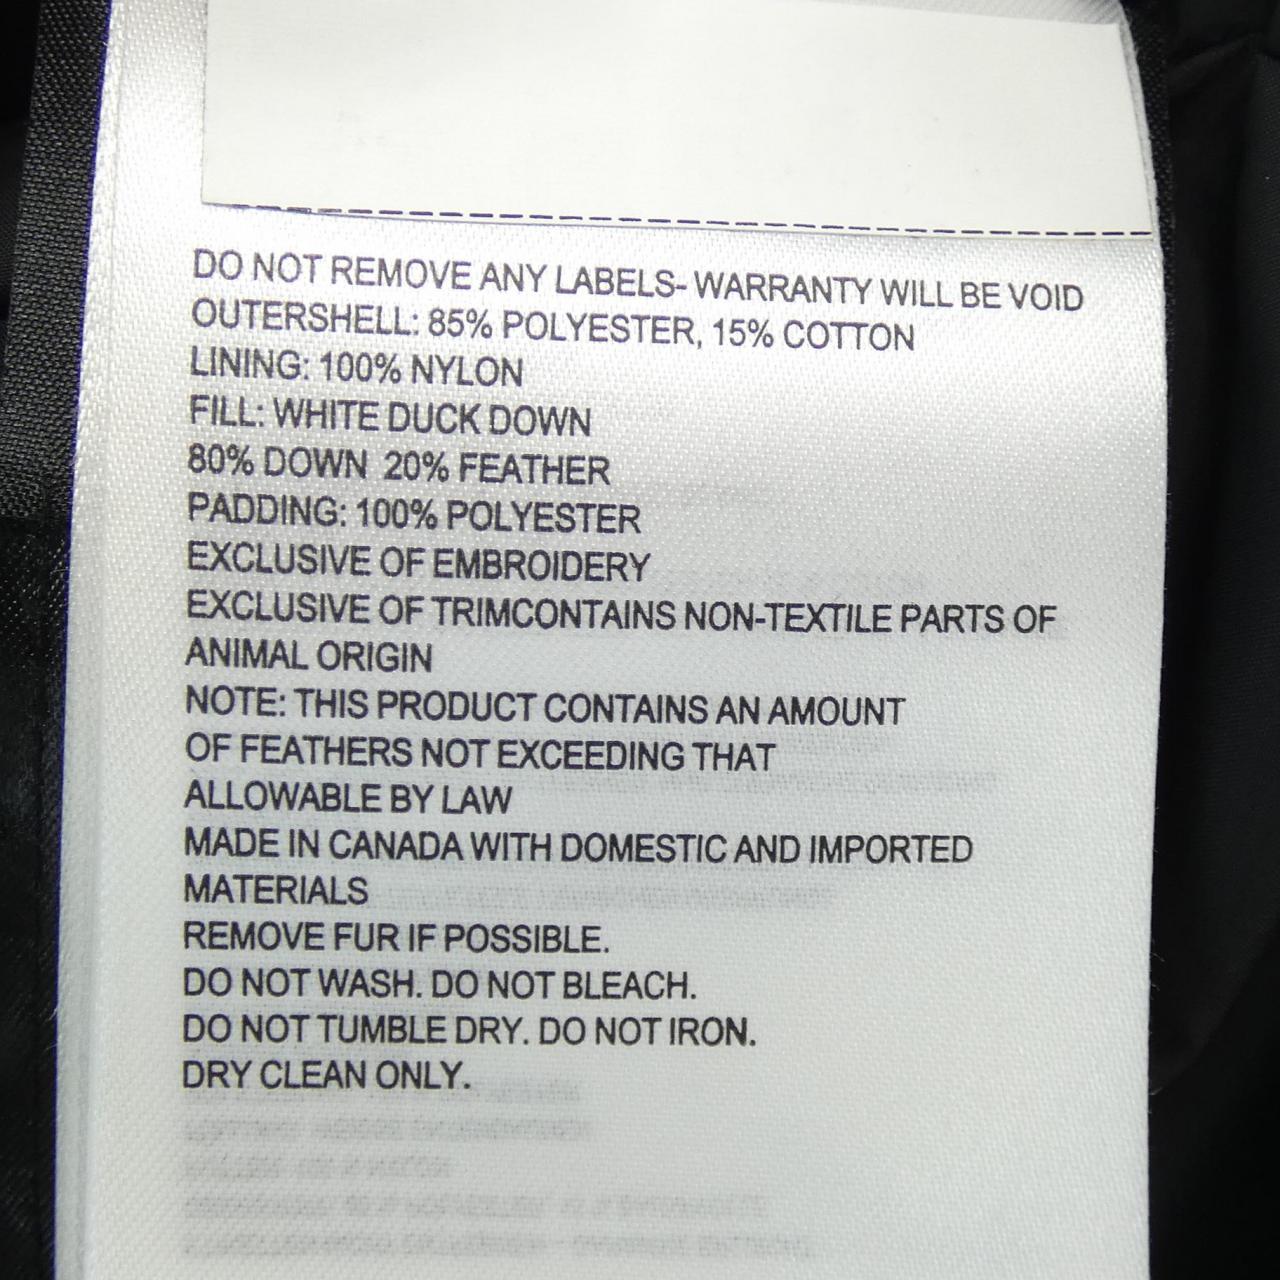 DO NOT REMOVE ANY LABELS- WARRANTY WILL BE VOID
OUTERSHELL: 85% POLYESTER, 15% COTTON
LINING: 100% NYLON
FILL: WHITE DUCK DOWN
80% DOWN 20% FEATHER
PADDING: 100% POLYESTER
EXCLUSIVE OF EMBROIDERY
EXCLUSIVE OF TRIMCONTAINS NON-TEXTILE PARTS OF
ANIMAL ORIGIN
NOTE: THIS PRODUCT CONTAINS AN AMOUNT
OF FEATHERS NOT EXCEEDING THAT
ALLOWABLE BY LAW
MADE IN CANADA WITH DOMESTIC AND IMPORTED
MATERIALS
REMOVE FUR IF POSSIBLE.
DO NOT WASH. DO NOT BLEACH.
DO NOT TUMBLE DRY. DO NOT IRON.
DRY CLEAN ONLY.